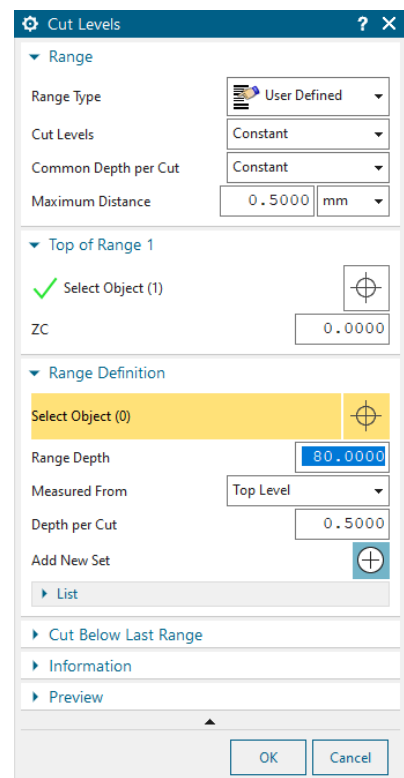 Cut Levels ? X
Range
Range Type User Defined
Cut Levels Constant
Common Depth per Cut Constant
Maximum Distance 0.5000 mm
Top of Range 1
Select Object (1)
ZC 0.0000
Range Definition
Select Object (0)
Range Depth 80.0000
Measured From Top Level
Depth per Cut 0.5000
Add New Set
List
Cut Below Last Range
Information
Preview
OK Cancel